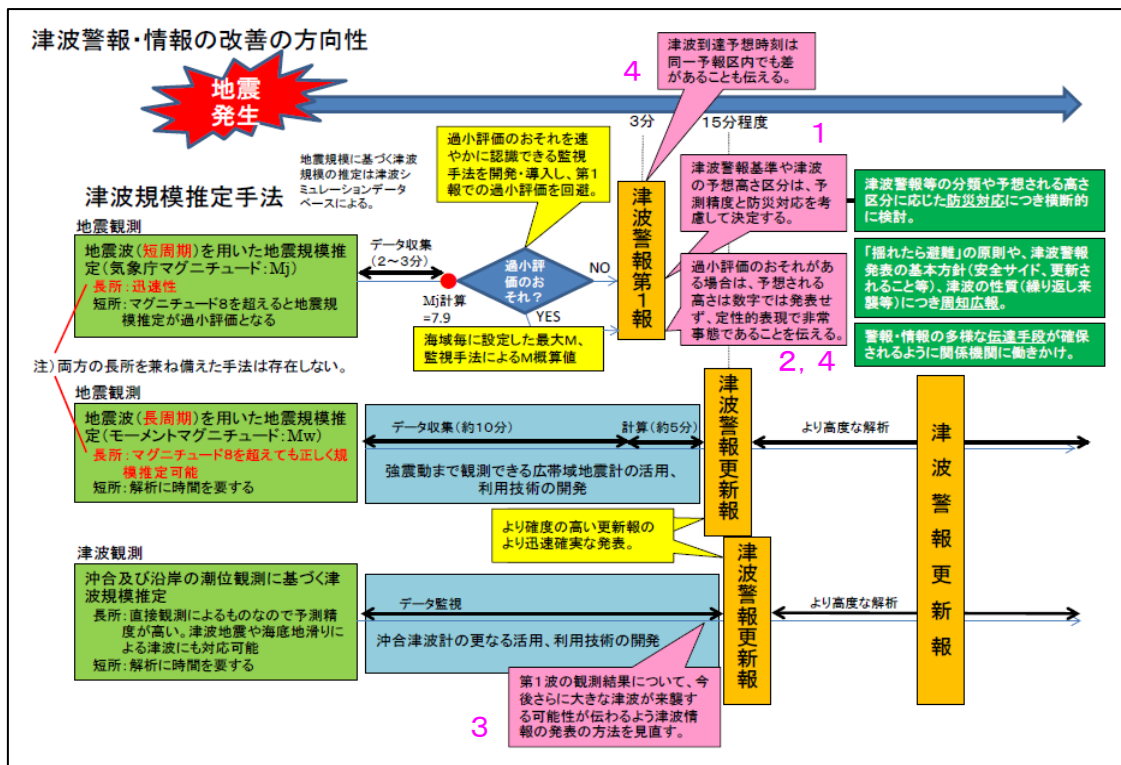 津波警報・情報の改善の方向性
地震
発生
4
津波到達予想時刻は
同一予報区内でも差
があることも伝える。
3分
15分程度
1
地震規模に基づく津波
規模の推定は津波シ
ミュレーションデータ
ベースによる。
過小評価のおそれを速
やかに認識できる監視
手法を開発・導入し、第1
報での過小評価を回避。
津波規模推定手法
地震観測
地震波(短周期)を用いた地震規模推
定(気象庁マグニチュード:Mj)
長所:迅速性
短所:マグニチュード8を超えると地震規
模推定が過小評価となる
データ収集
(2~3分)
Mj計算
=7.9
過小評
価のお
それ?
NO
YES
海域毎に設定した最大M、
監視手法によるM概算値
津波警報第1報
津波警報基準や津波
の予想高さ区分は、予
測精度と防災対応を考
慮して決定する。
過小評価のおそれがあ
る場合は、予想される
高さは数字では発表せ
ず、定性的表現で非常
事態であることを伝える。
2,4
津波警報等の分類や予想される高さ
区分に応じた防災対応につき横断的
に検討。
「揺れたら避難」の原則や、津波警報
発表の基本方針(安全サイド、更新さ
れること等)、津波の性質(繰り返し来
襲等)につき周知広報。
警報・情報の多様な伝達手段が確保
されるように関係機関に働きかけ。
注)両方の長所を兼ね備えた手法は存在しない。
地震観測
地震波(長周期)を用いた地震規模推
定(モーメントマグニチュード:Mw)
長所:マグニチュード8を超えても正しく規
模推定可能
短所:解析に時間を要する
データ収集(約10分)
計算(約5分)
強震動まで観測できる広帯域地震計の活用、
利用技術の開発
津波警報更新報
より高度な解析
津波警報更新報
より確度の高い更新報の
より迅速確実な発表。
津波観測
沖合及び沿岸の潮位観測に基づく津
波規模推定
長所:直接観測によるものなので予測精
度が高い。津波地震や海底地滑りに
よる津波にも対応可能
短所:解析に時間を要する
データ監視
沖合津波計の更なる活用、利用技術の開発
津波警報更新報
より高度な解析
3
第1波の観測結果について、今
後さらに大きな津波が来襲す
る可能性が伝わるよう津波情
報の発表の方法を見直す。